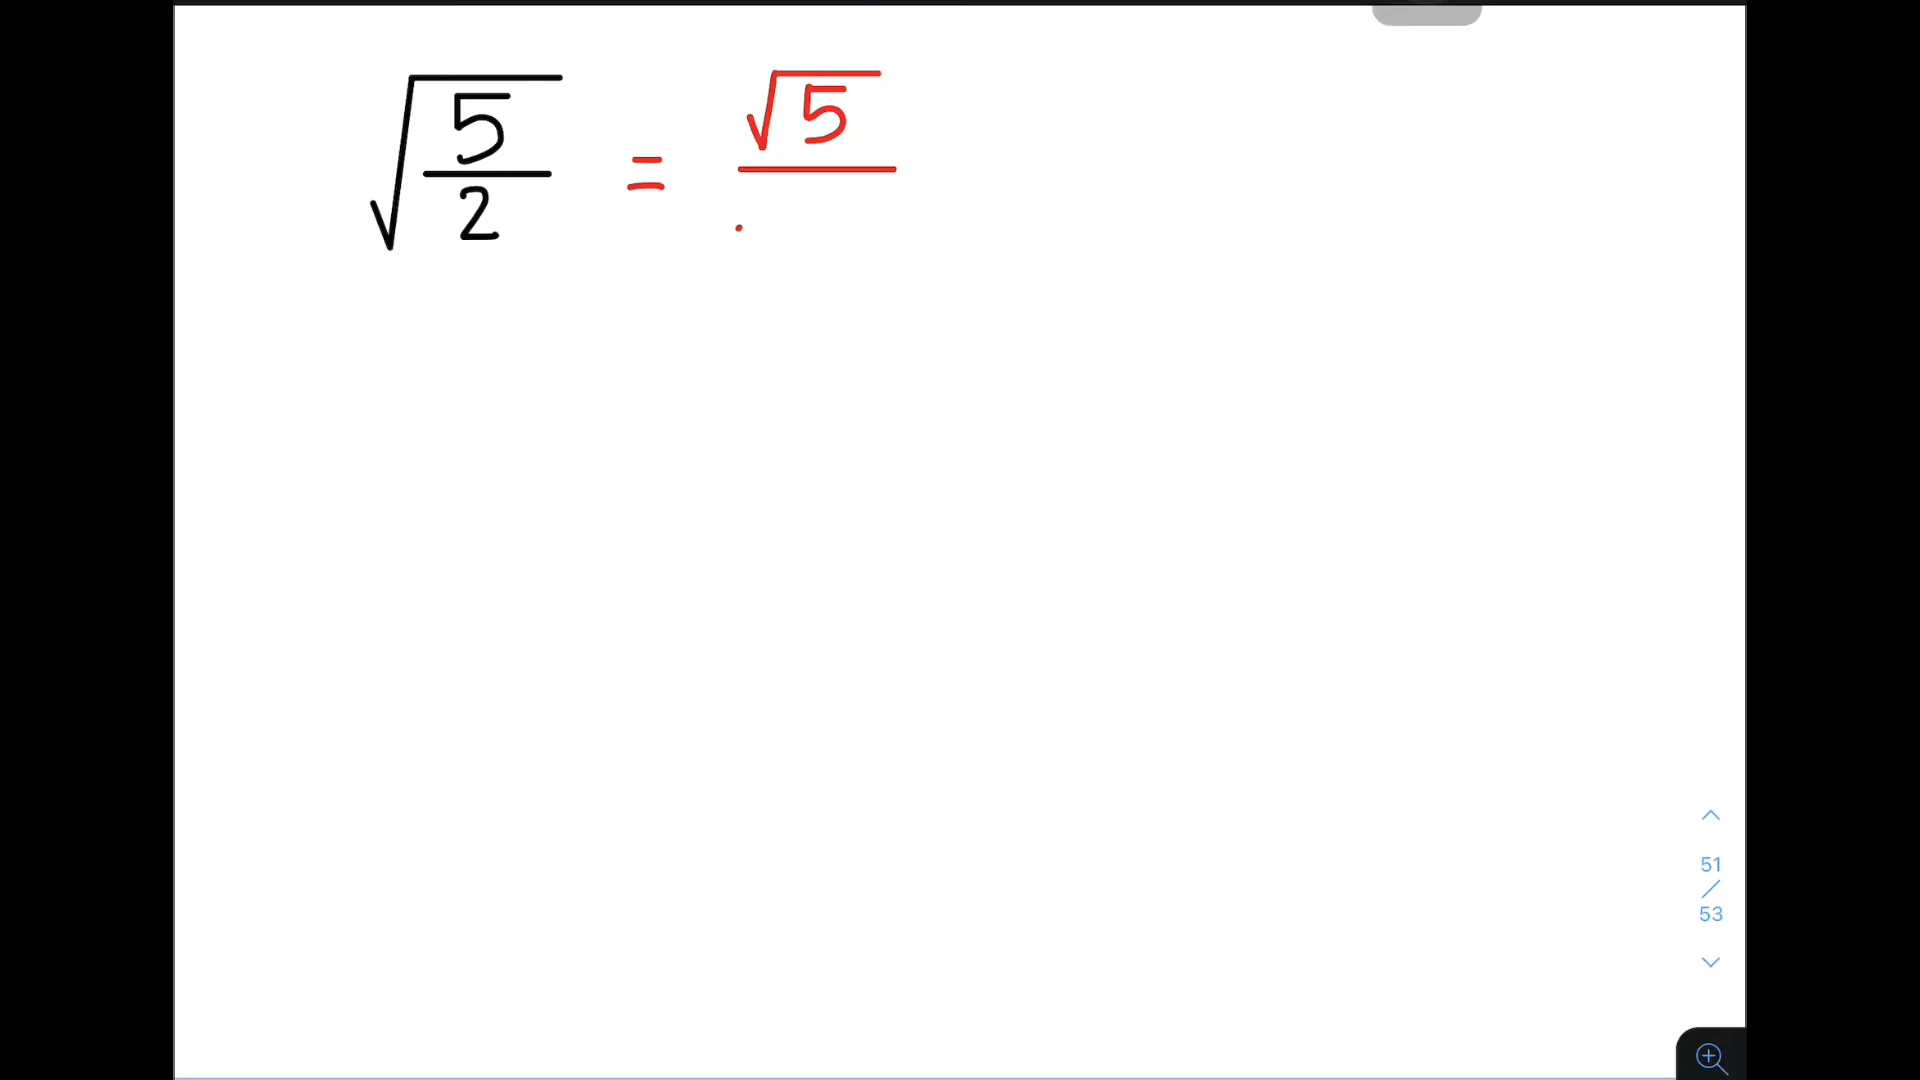 √(5/2) = √5/
51
/
53